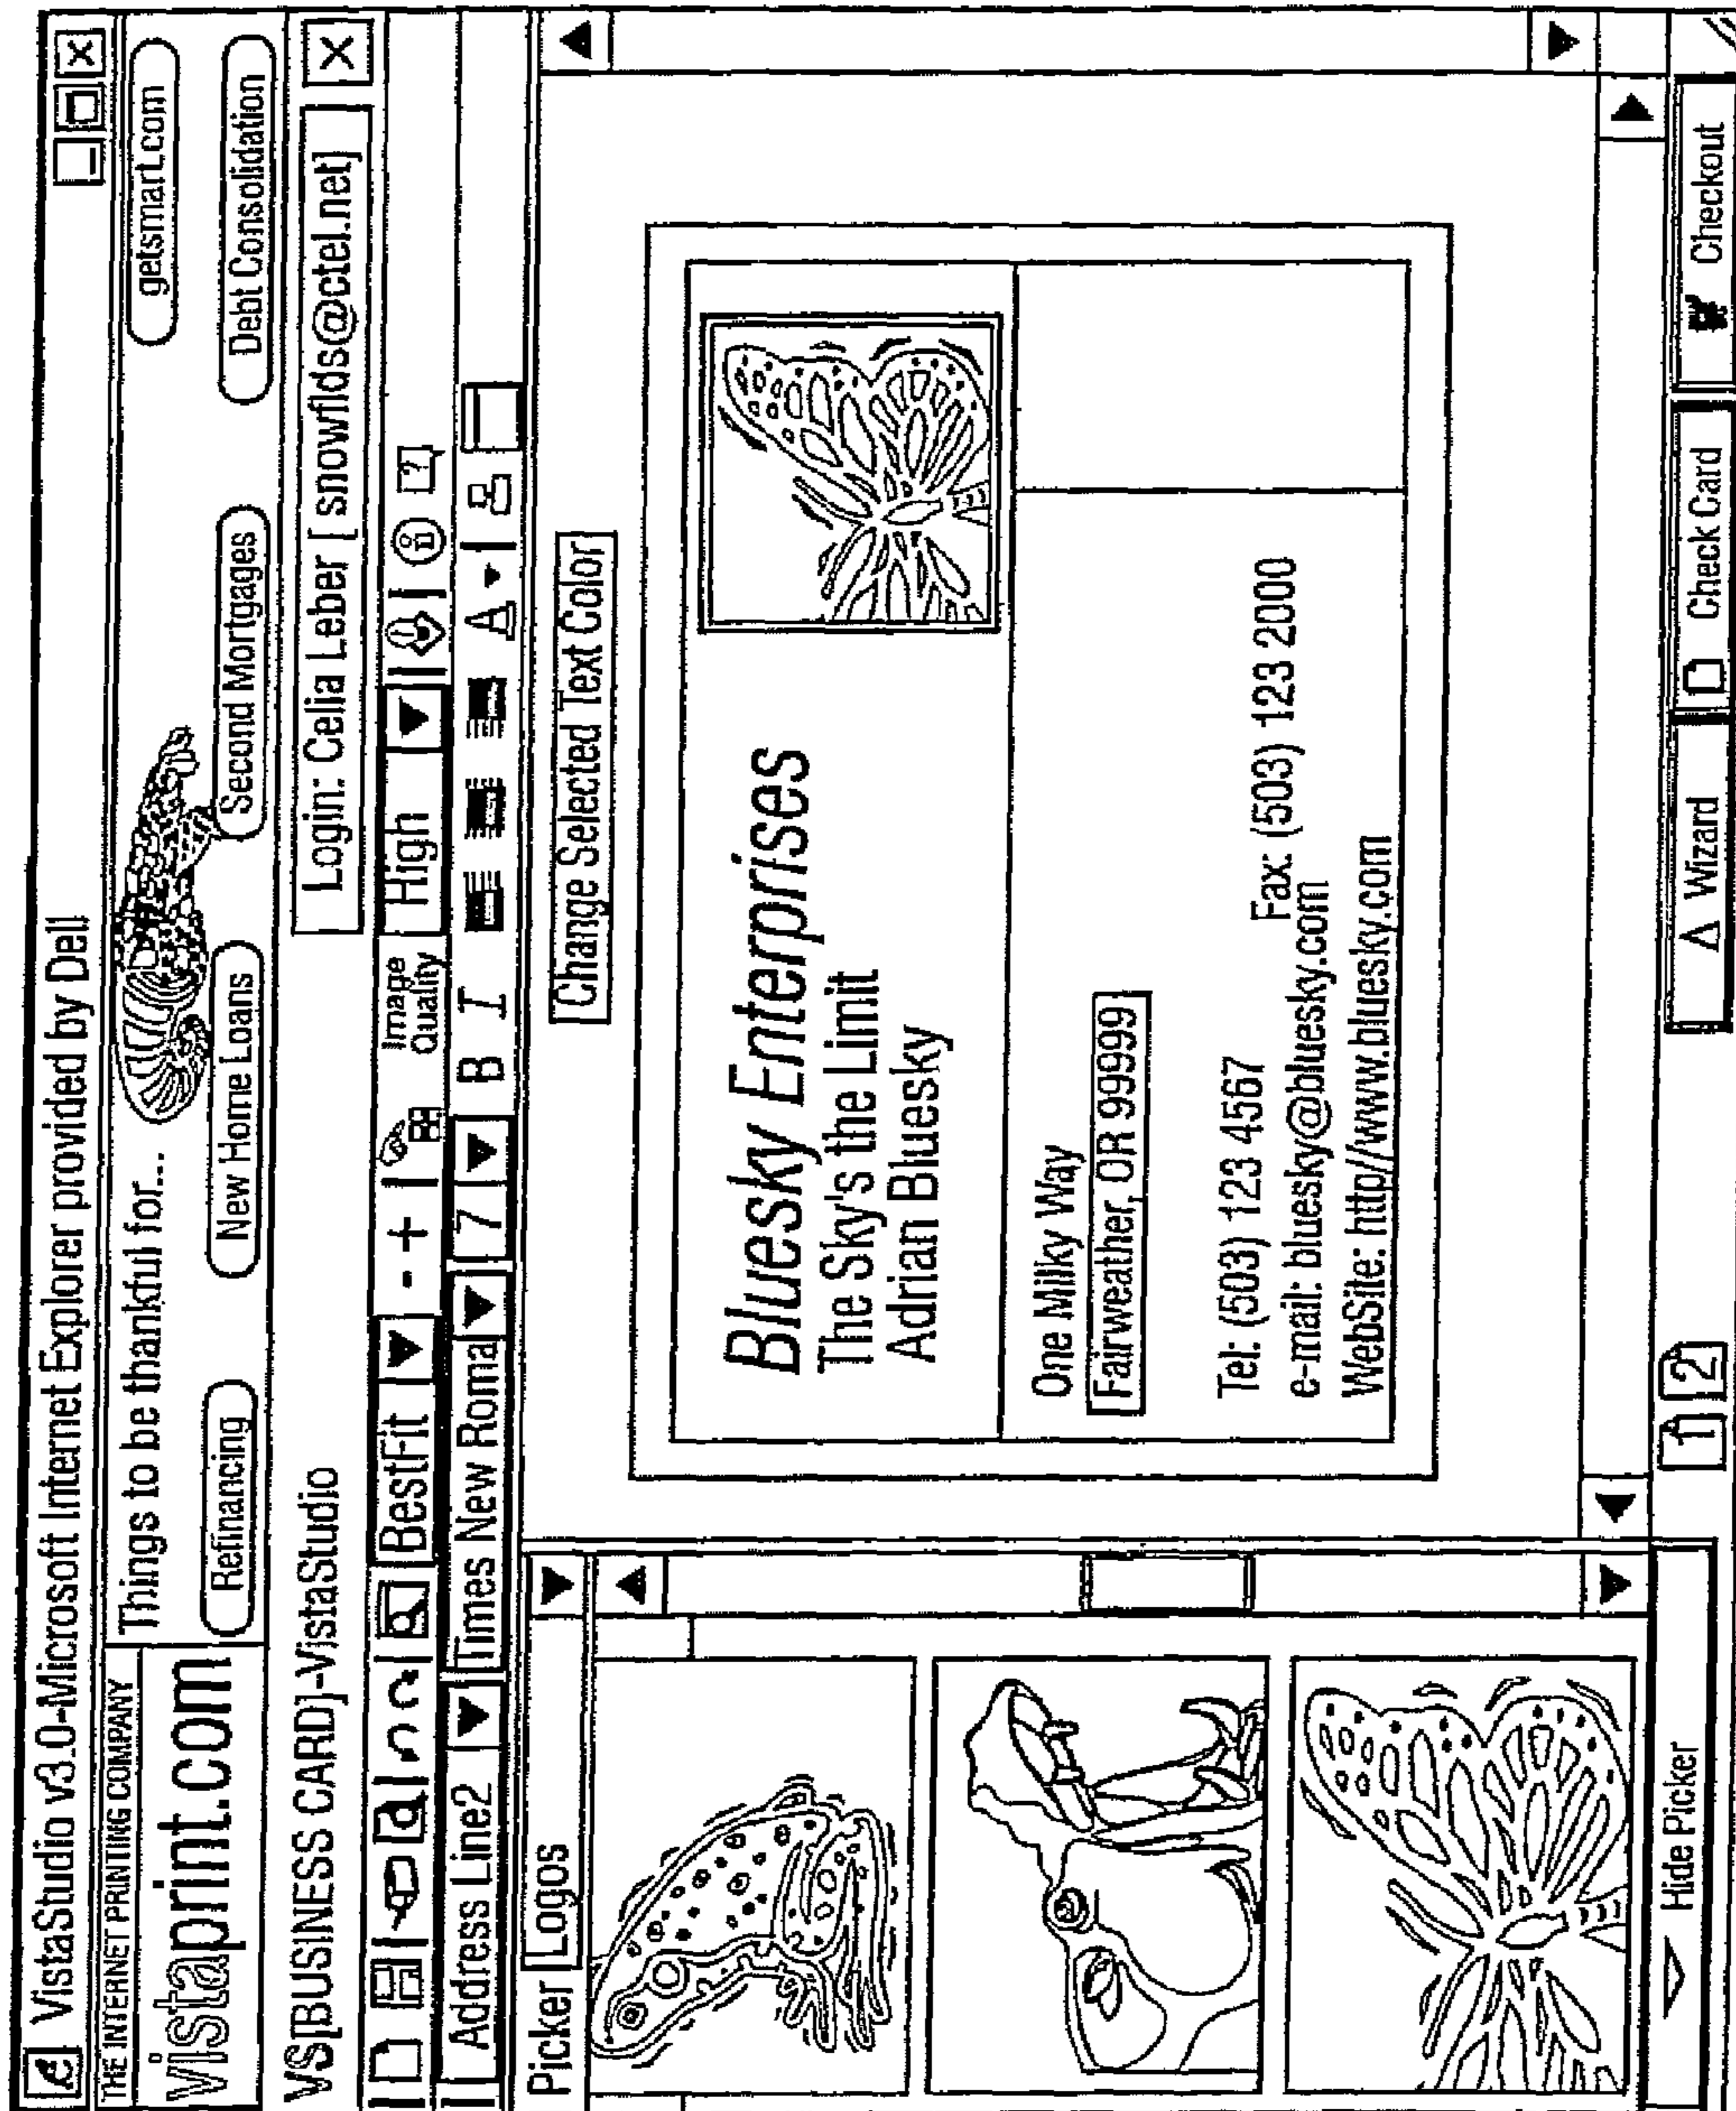 VistaStudio v3.0-Microsoft Internet Explorer provided by Dell
THE INTERNET PRINTING COMPANY
Vistaprint.com
Things to be thankful for...
getsmart.com
Refinancing
New Home Loans
Second Mortgages
Debt Consolidation
VS[BUSINESS CARD]-VistaStudio
Login: Celia Leber [ snowflds@ctel.net]
BestFit
- +
Image
Quality
High
Address Line2
Times New Roma
7
B I
A
Picker Logos
Change Selected Text Color
Bluesky Enterprises
The Sky's the Limit
Adrian Bluesky
One Milky Way
Fairweather, OR 99999
Tel: (503) 123 4567
Fax: (503) 123 2000
e-mail: bluesky@bluesky.com
WebSite: http//www.bluesky.com
Hide Picker
1 2
Wizard
Check Card
Checkout